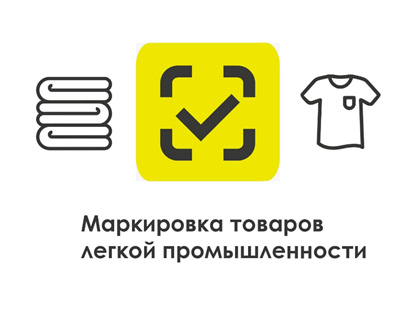 Маркировка товаров
легкой промышленности